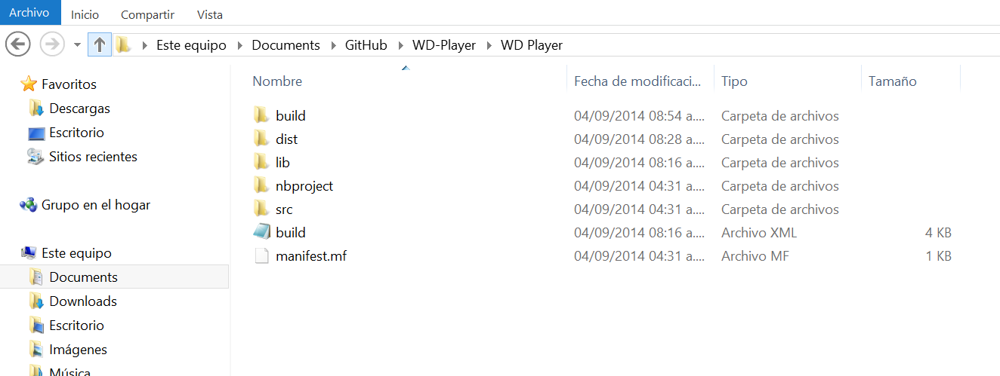 Archivo Inicio Compartir Vista
Este equipo Documents GitHub WD-Player WD Player
Nombre Fecha de modificaci... Tipo Tamaño
Favoritos
Descargas
Escritorio
Sitios recientes
Grupo en el hogar
Este equipo
Documents
Downloads
Escritorio
Imágenes
Música
build 04/09/2014 08:54 a.... Carpeta de archivos
dist 04/09/2014 08:28 a.... Carpeta de archivos
lib 04/09/2014 08:16 a.... Carpeta de archivos
nbproject 04/09/2014 04:31 a.... Carpeta de archivos
src 04/09/2014 04:31 a.... Carpeta de archivos
build 04/09/2014 08:16 a.... Archivo XML 4 KB
manifest.mf 04/09/2014 04:31 a.... Archivo MF 1 KB